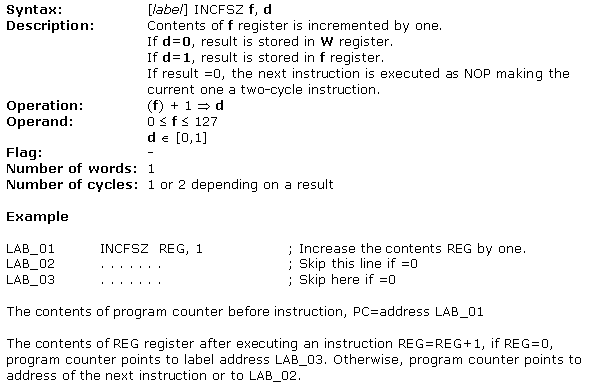 Syntax: [label] INCFSZ f, d
Description: Contents of f register is incremented by one.
If d=0, result is stored in W register.
If d=1, result is stored in f register.
If result =0, the next instruction is executed as NOP making the
current one a two-cycle instruction.
Operation: (f) + 1 ⇒ d
Operand: 0 ≤ f ≤ 127
d ∈ [0,1]
Flag: -
Number of words: 1
Number of cycles: 1 or 2 depending on a result
Example
LAB_01 INCFSZ REG, 1 ; Increase the contents REG by one.
LAB_02 . . . . . . . ; Skip this line if =0
LAB_03 . . . . . . . ; Skip here if =0
The contents of program counter before instruction, PC=address LAB_01
The contents of REG register after executing an instruction REG=REG+1, if REG=0,
program counter points to label address LAB_03. Otherwise, program counter points to
address of the next instruction or to LAB_02.